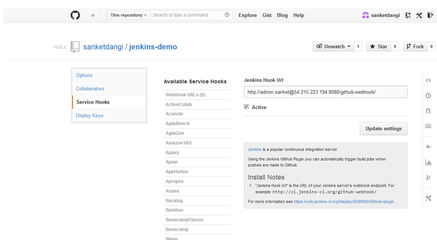 This repository
Search or type a command
Explore Gist Blog Help
sanketdangi
PUBLIC
sanketdangi / jenkins-demo
Unwatch 1
Star 0
Fork 0
Options
Collaborators
Service Hooks
Deploy Keys
Available Service Hooks
WebHook URLs (0)
ActiveCollab
Acunote
AgileBench
AgileZen
AmazonSNS
Apiary
Apoio
AppHarbor
Apropos
Asana
Backlog
Bamboo
BasecampClassic
Basecamp
Jenkins Hook Url
http://admin:sanket@54.215.223.194:8080/github-webhook/
Active
Update settings
Jenkins is a popular continuous integration server.
Using the Jenkins GitHub Plugin you can automatically trigger build jobs when
pushes are made to GitHub.
Install Notes
1. "Jenkins Hook Url" is the URL of your Jenkins server's webhook endpoint. For
example: http://ci.jenkins-ci.org/github-webhook/
For more information see https://wiki.jenkins-ci.org/display/JENKINS/GitHub+plugin.